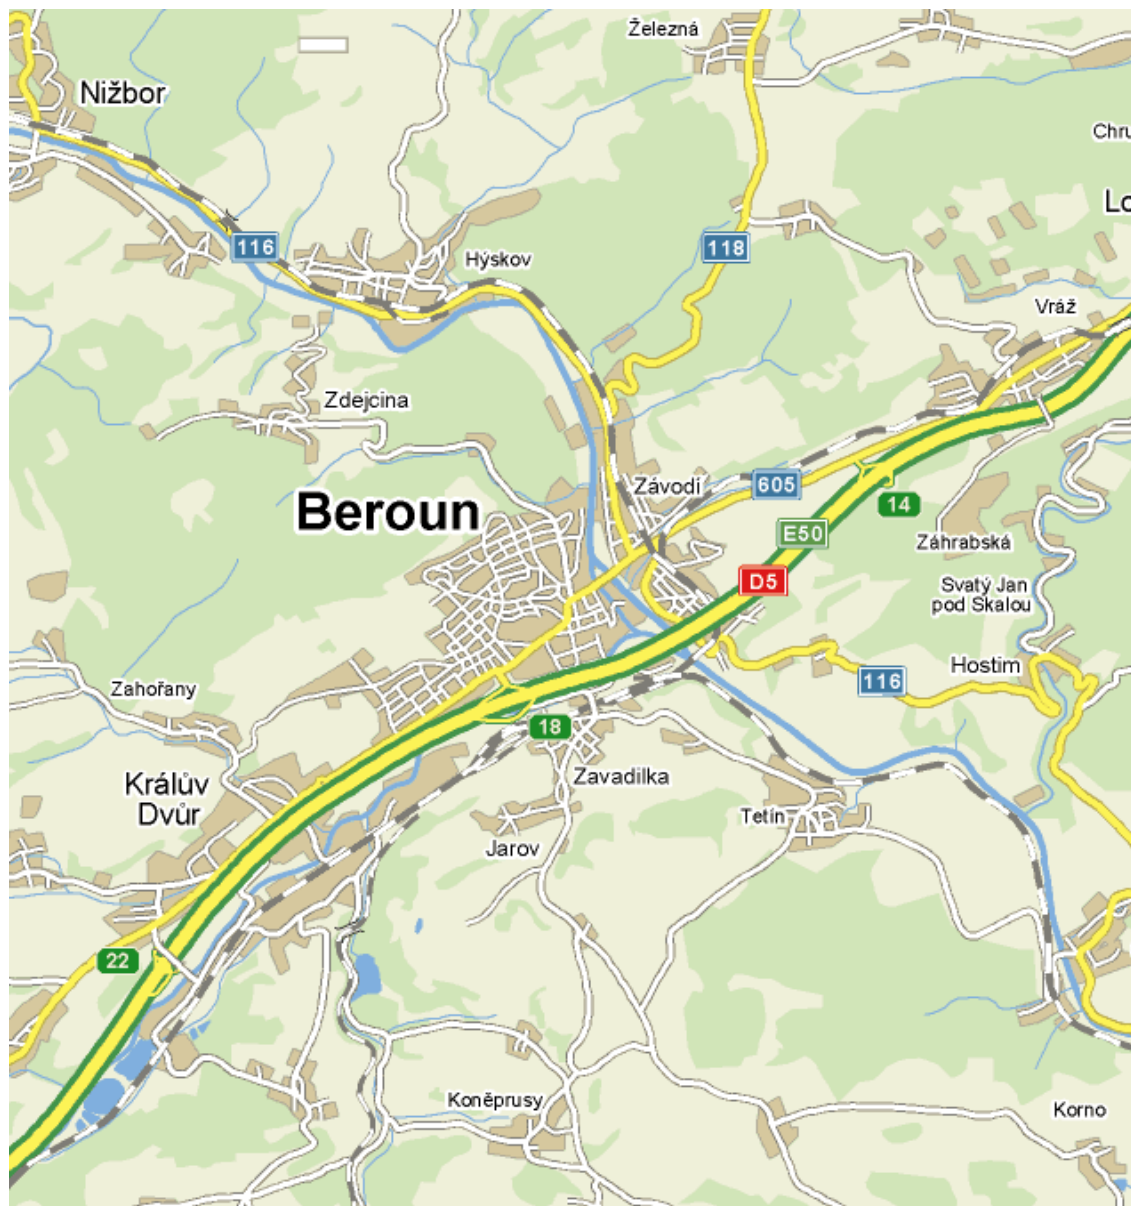 Železná
Nižbor
Chru
Lo
116
118
Hýskov
Vráž
Zdejcina
Beroun
Závodí
605
14
E50
Záhrabská
D5
Svatý Jan
pod Skalou
Hostim
116
Zahořany
18
Králův
Dvůr
Zavadilka
Tetín
Jarov
22
Koněprusy
Korno